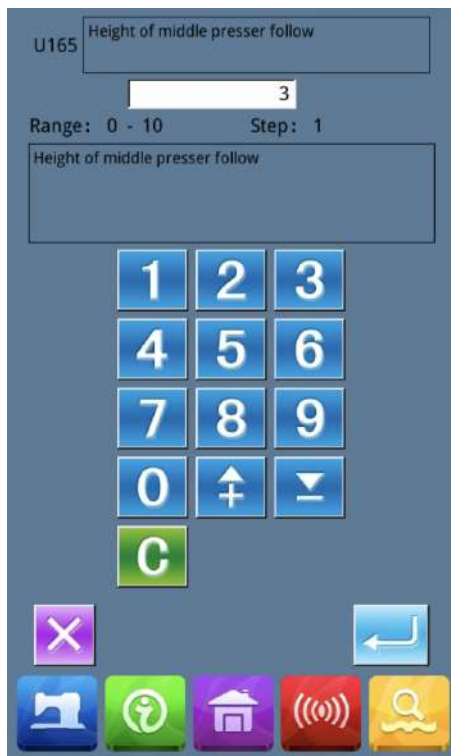 U165
Height of middle presser follow
3
Range: 0 - 10 Step: 1
Height of middle presser follow
1 2 3
4 5 6
7 8 9
0
C